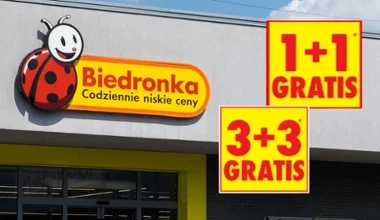 Biedronka
Codziennie niskie ceny
1+1*
GRATIS
3+3*
GRATIS